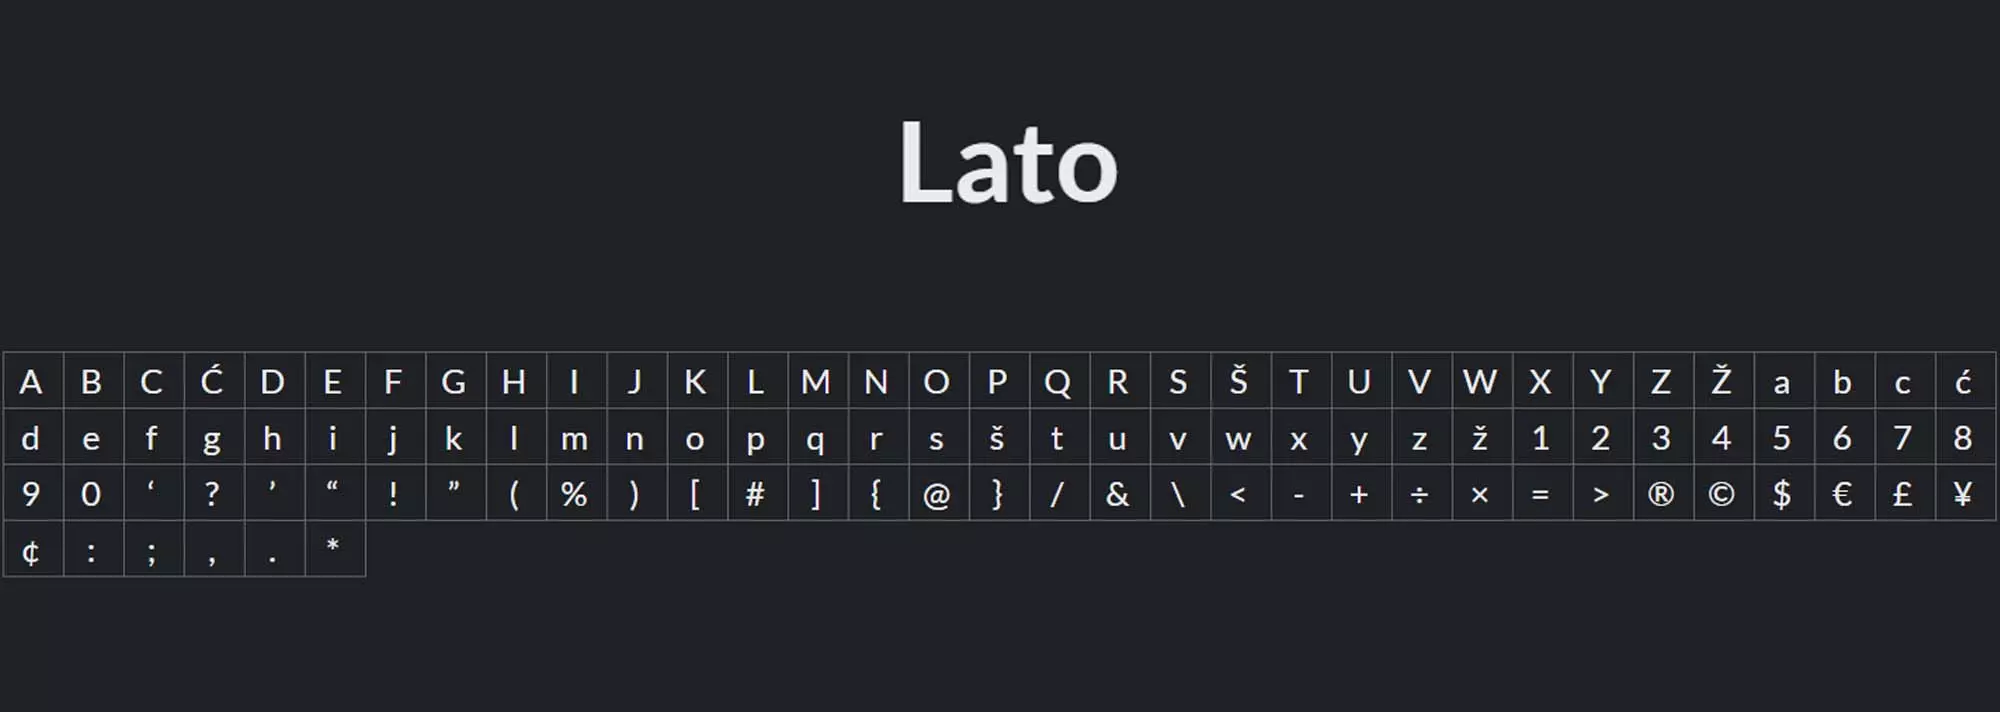 Lato
A B C Ć D E F G H I J K L M N O P Q R S Š T U V W X Y Z Ž a b c ć
d e f g h i j k l m n o p q r s š t u v w x y z ž 1 2 3 4 5 6 7 8
9 0 ‘ ? ’ “ ! ” ( % ) [ # ] { @ } / & \ < - + ÷ × = > ® © $ € £ ¥
¢ : ; , . *